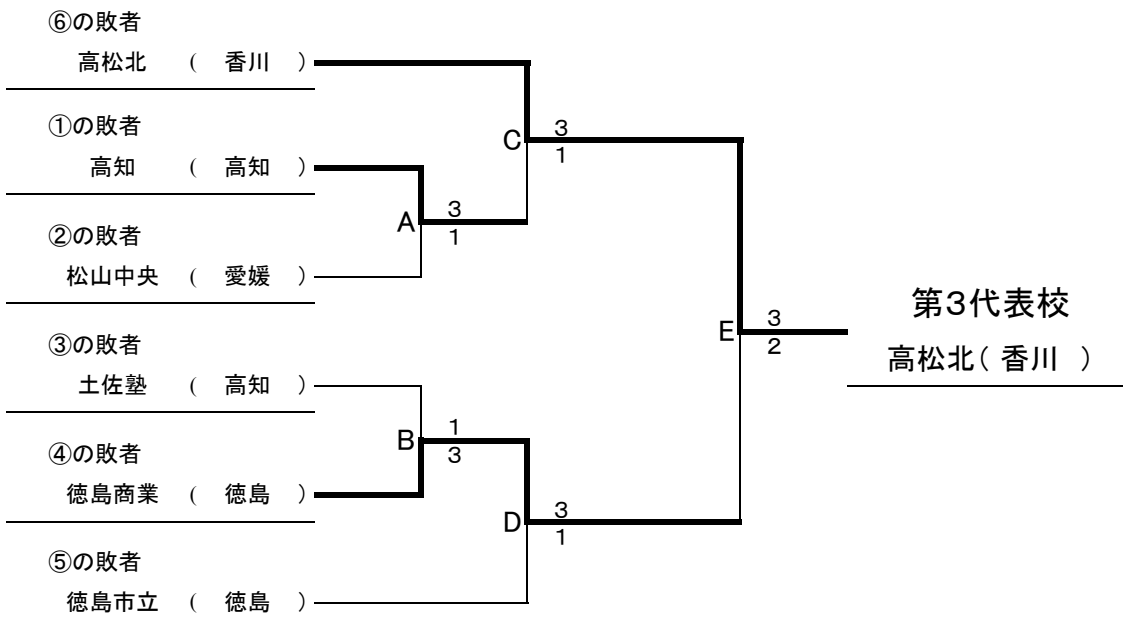 ⑥の敗者
高松北 ( 香川 )
①の敗者
高知 ( 高知 )
②の敗者
松山中央 ( 愛媛 )
③の敗者
土佐塾 ( 高知 )
④の敗者
徳島商業 ( 徳島 )
⑤の敗者
徳島市立 ( 徳島 )
A
3
1
B
1
3
C
3
1
D
3
1
E
3
2
第3代表校
高松北( 香川 )